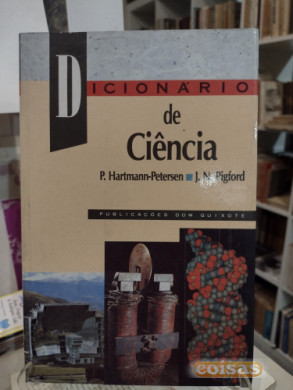 DICIONÁRIO
de
Ciência
P. Hartmann-Petersen ■ J. N. Pigford
PUBLICAÇÕES DOM QUIXOTE
coisas